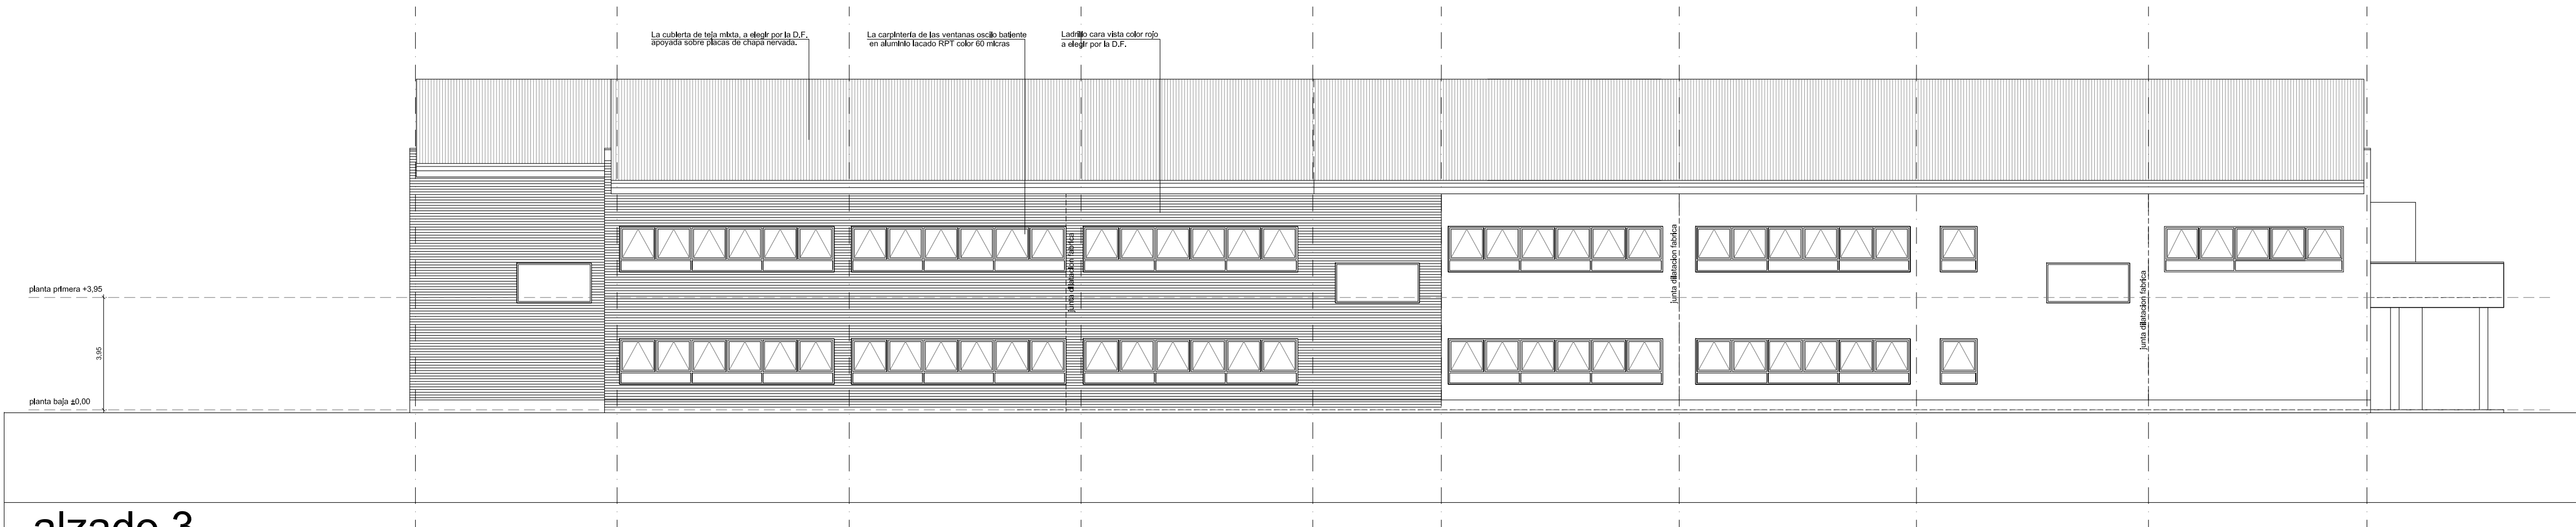 La cubierta de teja mixta, a elegir por la D.F.
apoyada sobre placas de chapa nervada.
La carpintería de las ventanas oscilo batiente
en aluminio lacado RPT color 60 micras
Ladrillo cara vista color rojo
a elegir por la D.F.
junta dilatacion fabrica
junta dilatacion fabrica
junta dilatacion fabrica
planta primera +3,95
3,95
planta baja ±0,00
alzado 3